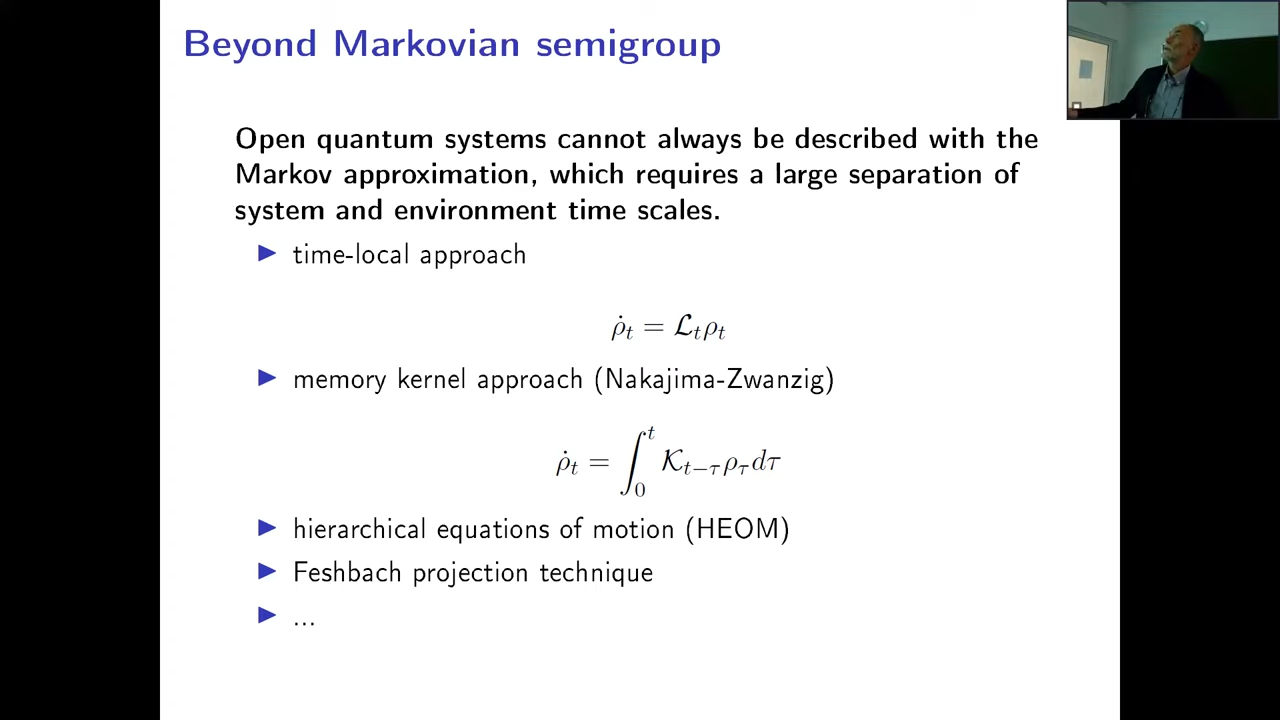 Beyond Markovian semigroup
Open quantum systems cannot always be described with the
Markov approximation, which requires a large separation of
system and environment time scales.
▶ time-local approach
ρ̇_t = ℒ_t ρ_t
▶ memory kernel approach (Nakajima-Zwanzig)
ρ̇_t = ∫_0^t 𝒦_{t−τ} ρ_τ dτ
▶ hierarchical equations of motion (HEOM)
▶ Feshbach projection technique
▶ ...